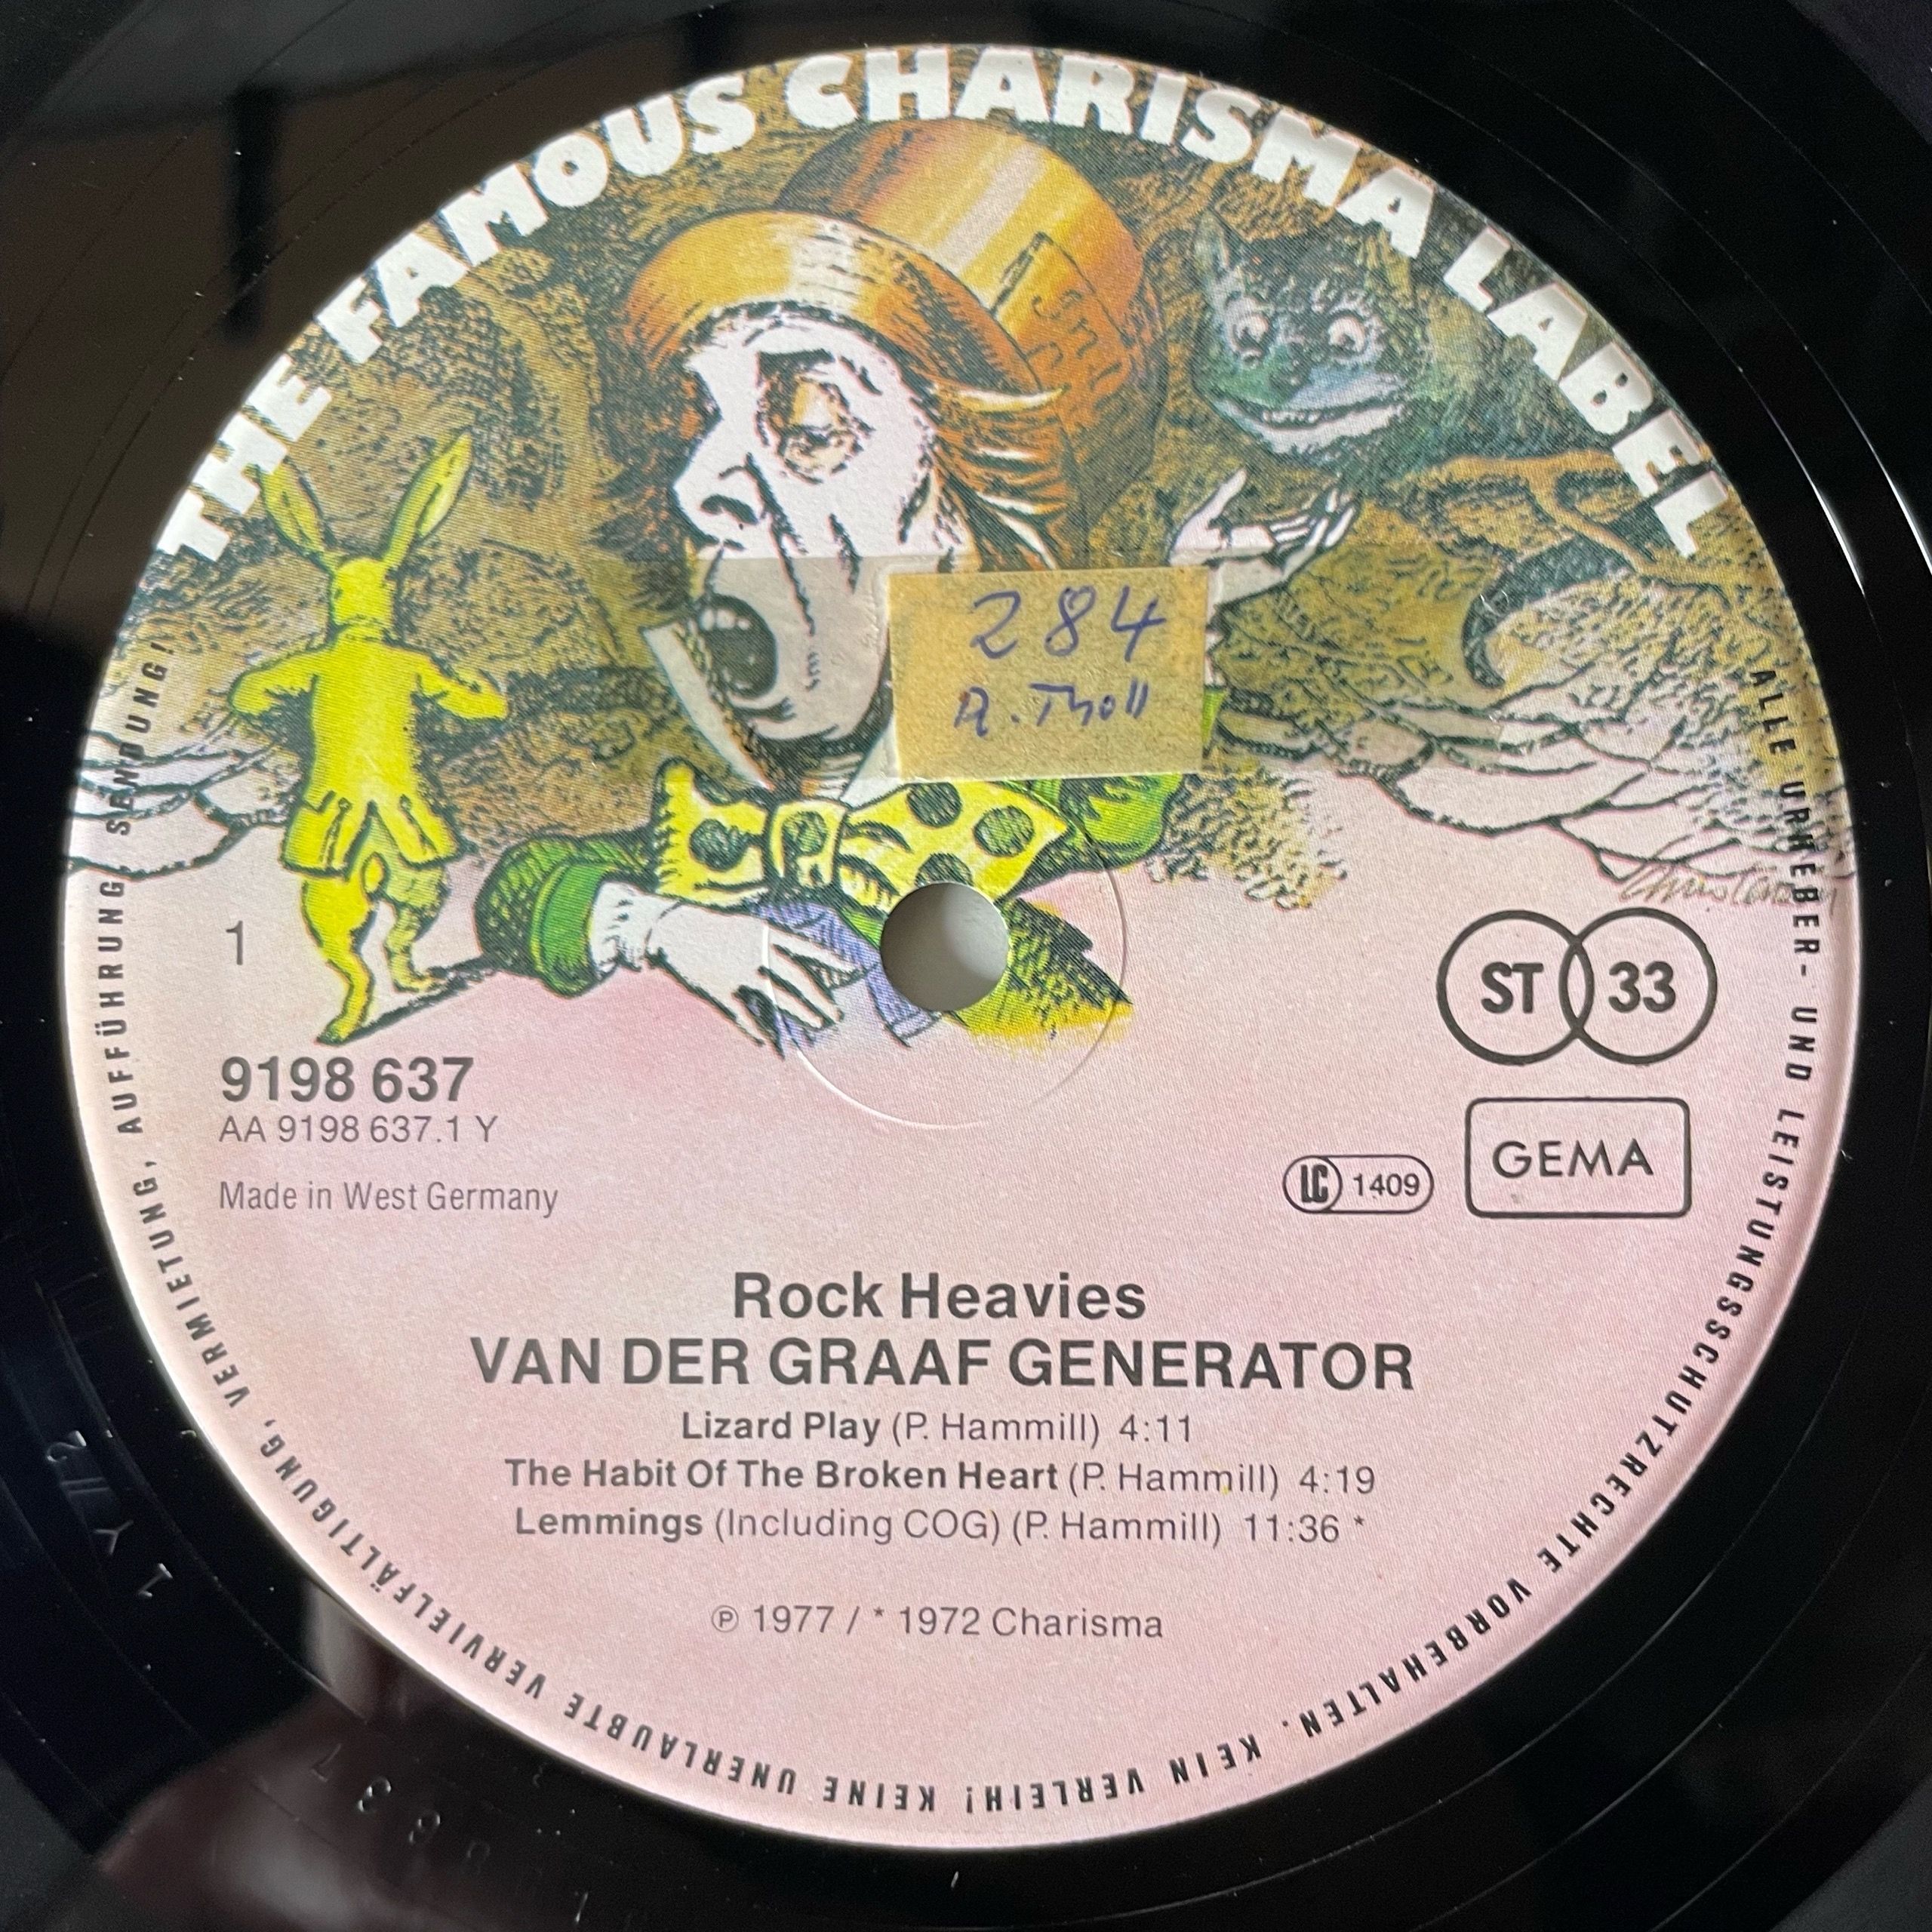 THE FAMOUS CHARISMA LABEL
284
R. Tholl
1
ST 33
9198 637
AA 9198 637.1 Y
Made in West Germany
LC 1409
GEMA
Rock Heavies
VAN DER GRAAF GENERATOR
Lizard Play (P. Hammill) 4:11
The Habit Of The Broken Heart (P. Hammill) 4:19
Lemmings (Including COG) (P. Hammill) 11:36 *
℗ 1977 / * 1972 Charisma
ALLE URHEBER- UND LEISTUNGSSCHUTZRECHTE VORBEHALTEN. KEIN VERLEIH! KEINE UNERLAUBTE VERVIELFÄLTIGUNG, VERMIETUNG, AUFFÜHRUNG, SENDUNG!